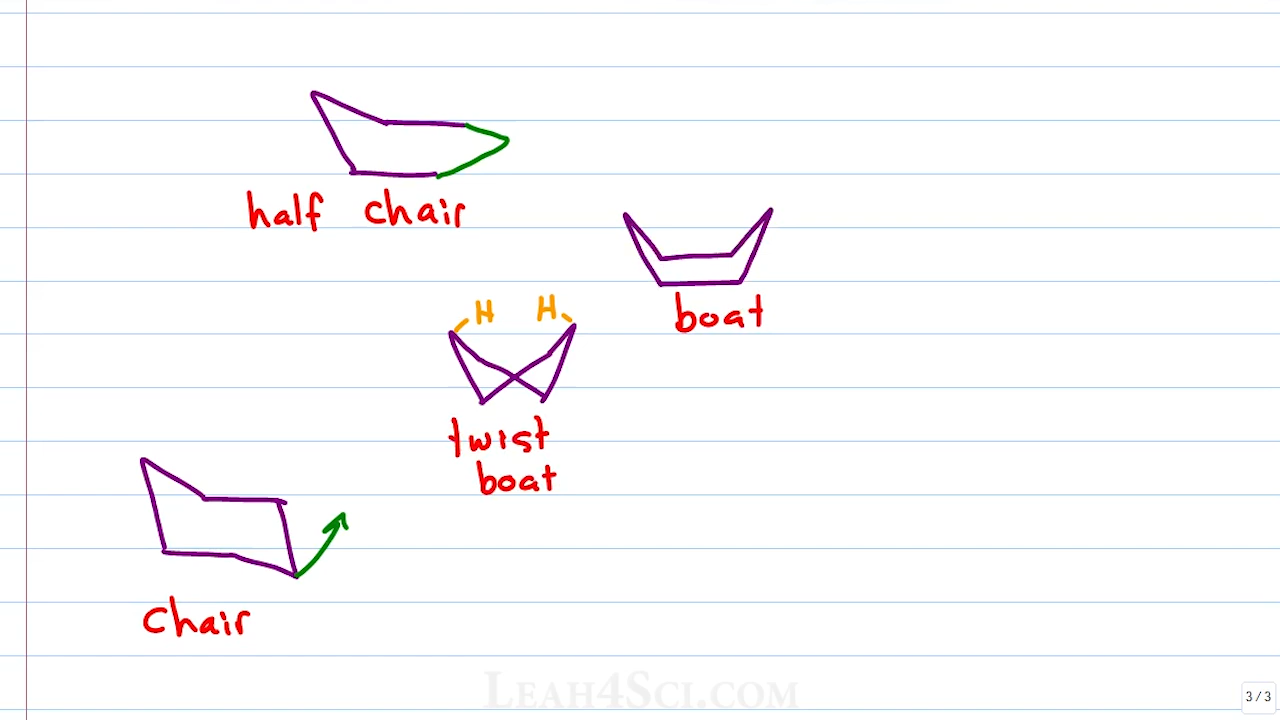 half chair
boat
H H
twist
boat
Chair
LEAH4SCI.COM
3/3